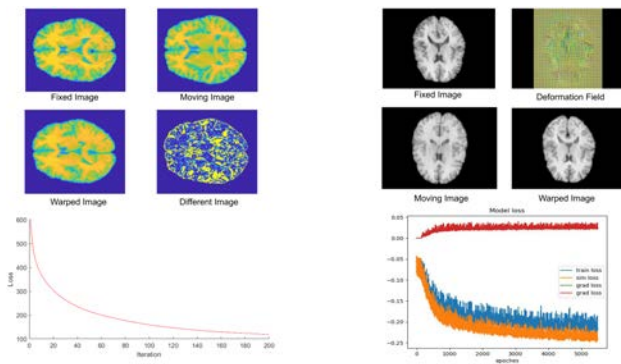 Fixed Image
Moving Image
Warped Image
Different Image
600
500
400
300
200
100
Loss
0
20
40
60
80
100
120
140
160
180
200
Iteration
Fixed Image
Deformation Field
Moving Image
Warped Image
Model loss
0.05
0.00
−0.05
−0.10
−0.15
−0.20
−0.25
train loss
sim loss
grad loss
grad loss
0
1000
2000
3000
4000
5000
epoches